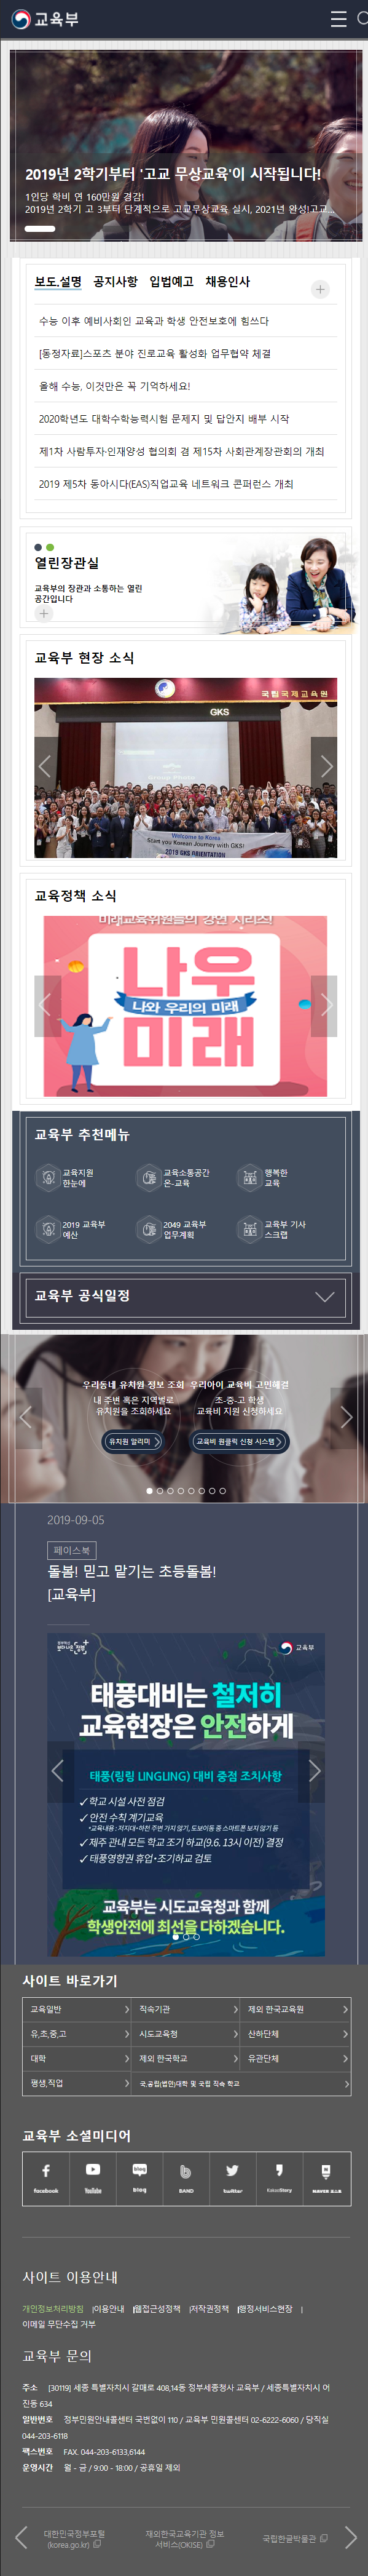 교육부
2019년 2학기부터 '고교 무상교육'이 시작됩니다!
1인당 학비 연 160만원 경감!
2019년 2학기 고 3부터 단계적으로 고교무상교육 실시, 2021년 완성!고교...
보도,설명 공지사항 입법예고 채용인사
수능 이후 예비사회인 교육과 학생 안전보호에 힘쓰다
[동정자료]스포츠 분야 진로교육 활성화 업무협약 체결
올해 수능, 이것만은 꼭 기억하세요!
2020학년도 대학수학능력시험 문제지 및 답안지 배부 시작
제1차 사람투자·인재양성 협의회 겸 제15차 사회관계장관회의 개최
2019 제5차 동아시다(EAS)직업교육 네트워크 콘퍼런스 개최
열린장관실
교육부의 장관과 소통하는 열린
공간입니다
교육부 현장 소식
국립국제교육원
GKS
Welcome to Korea
Start you Korean Journey with GKS!
2019 GKS ORIENTATION
교육정책 소식
미래교육위원들의 강연 시리즈!
나우
나와 우리의 미래
미래
교육부 추천메뉴
교육지원
한눈에
교육소통공간
온-교육
행복한
교육
2019 교육부
예산
2049 교육부
업무계획
교육부 기사
스크랩
교육부 공식일정
우리동네 유치원 정보 조회
내 주변 혹은 지역별로
유치원을 조회하세요
유치원 알리미
우리아이 교육비 고민해결
초·중·고 학생
교육비 지원 신청하세요
교육비 원클릭 신청 시스템
2019-09-05
페이스북
돌봄! 믿고 맡기는 초등돌봄!
[교육부]
교육부
태풍대비는 철저히
교육현장은 안전하게
태풍(링링 LINGLING) 대비 중점 조치사항
✓학교 시설 사전 점검
✓안전 수칙 계기교육
✓제주 관내 모든 학교 조기 하교(9.6. 13시 이전) 결정
✓태풍영향권 휴업·조기하교 검토
교육부는 시도교육청과 함께
학생안전에 최선을 다하겠습니다.
사이트 바로가기
교육일반 직속기관 제외 한국교육원
유,초,중,고 시도교육청 산하단체
대학 제외 한국학교 유관단체
평생,직업 국,공립(법인)대학 및 국립 직속 학교
교육부 소셜미디어
facebook YouTube blog BAND twitter KakaoStory NAVER 포스트
사이트 이용안내
개인정보처리방침 |이용안내 |웹접근성정책 |저작권정책 |행정서비스헌장 |
이메일 무단수집 거부
교육부 문의
주소 [30119] 세종 특별자치시 갈매로 408,14동 정부세종청사 교육부 / 세종특별자치시 어
진동 634
일반번호 정부민원안내콜센터 국번없이 110 / 교육부 민원콜센터 02-6222-6060 / 당직실
044-203-6118
팩스번호 FAX. 044-203-6133,6144
운영시간 월 - 금 / 9:00 - 18:00 / 공휴일 제외
대한민국정부포털
(korea.go.kr)
재외한국교육기관 정보
서비스(OKISE)
국립한글박물관